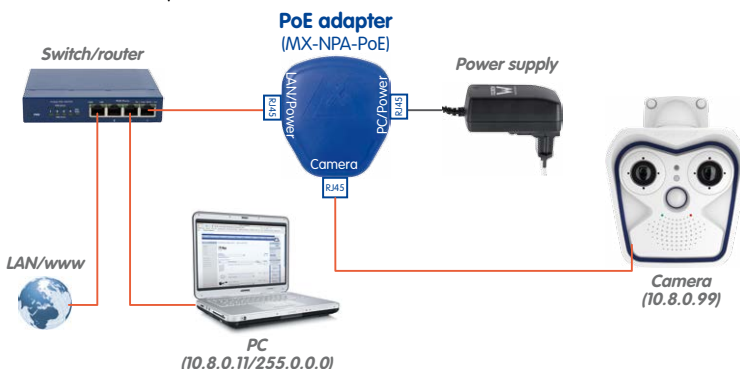 PoE adapter
(MX-NPA-PoE)
Switch/router
Power supply
LAN/Power
RJ45
PC/Power
RJ45
Camera
RJ45
LAN/www
PC
(10.8.0.11/255.0.0.0)
Camera
(10.8.0.99)